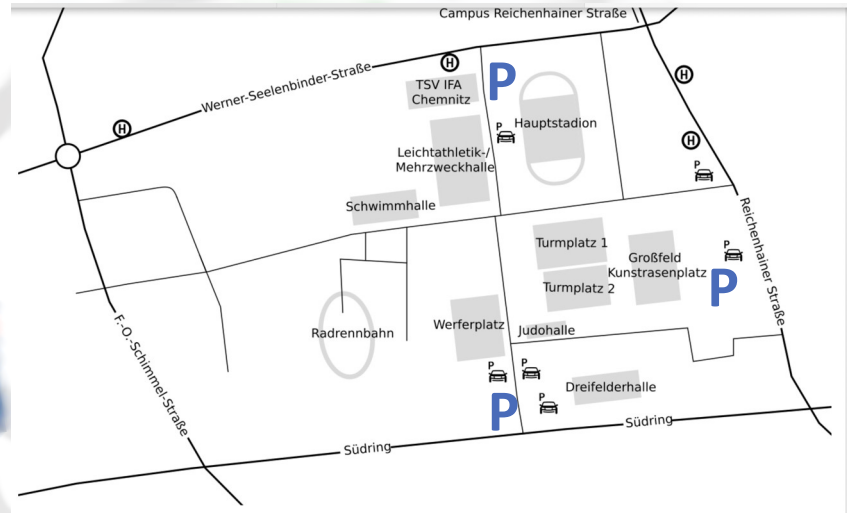 Campus Reichenhainer Straße
H
P
TSV IFA
Chemnitz
Werner-Seelenbinder-Straße
H
H
P
Hauptstadion
H
Leichtathletik-/
Mehrzweckhalle
P
Schwimmhalle
Reichenhainer Straße
Turmplatz 1
P
Großfeld
Kunstrasenplatz
P
Turmplatz 2
Radrennbahn
Werferplatz
Judohalle
F.-O.-Schimmel-Straße
P
P
P
Dreifelderhalle
P
Südring
Südring